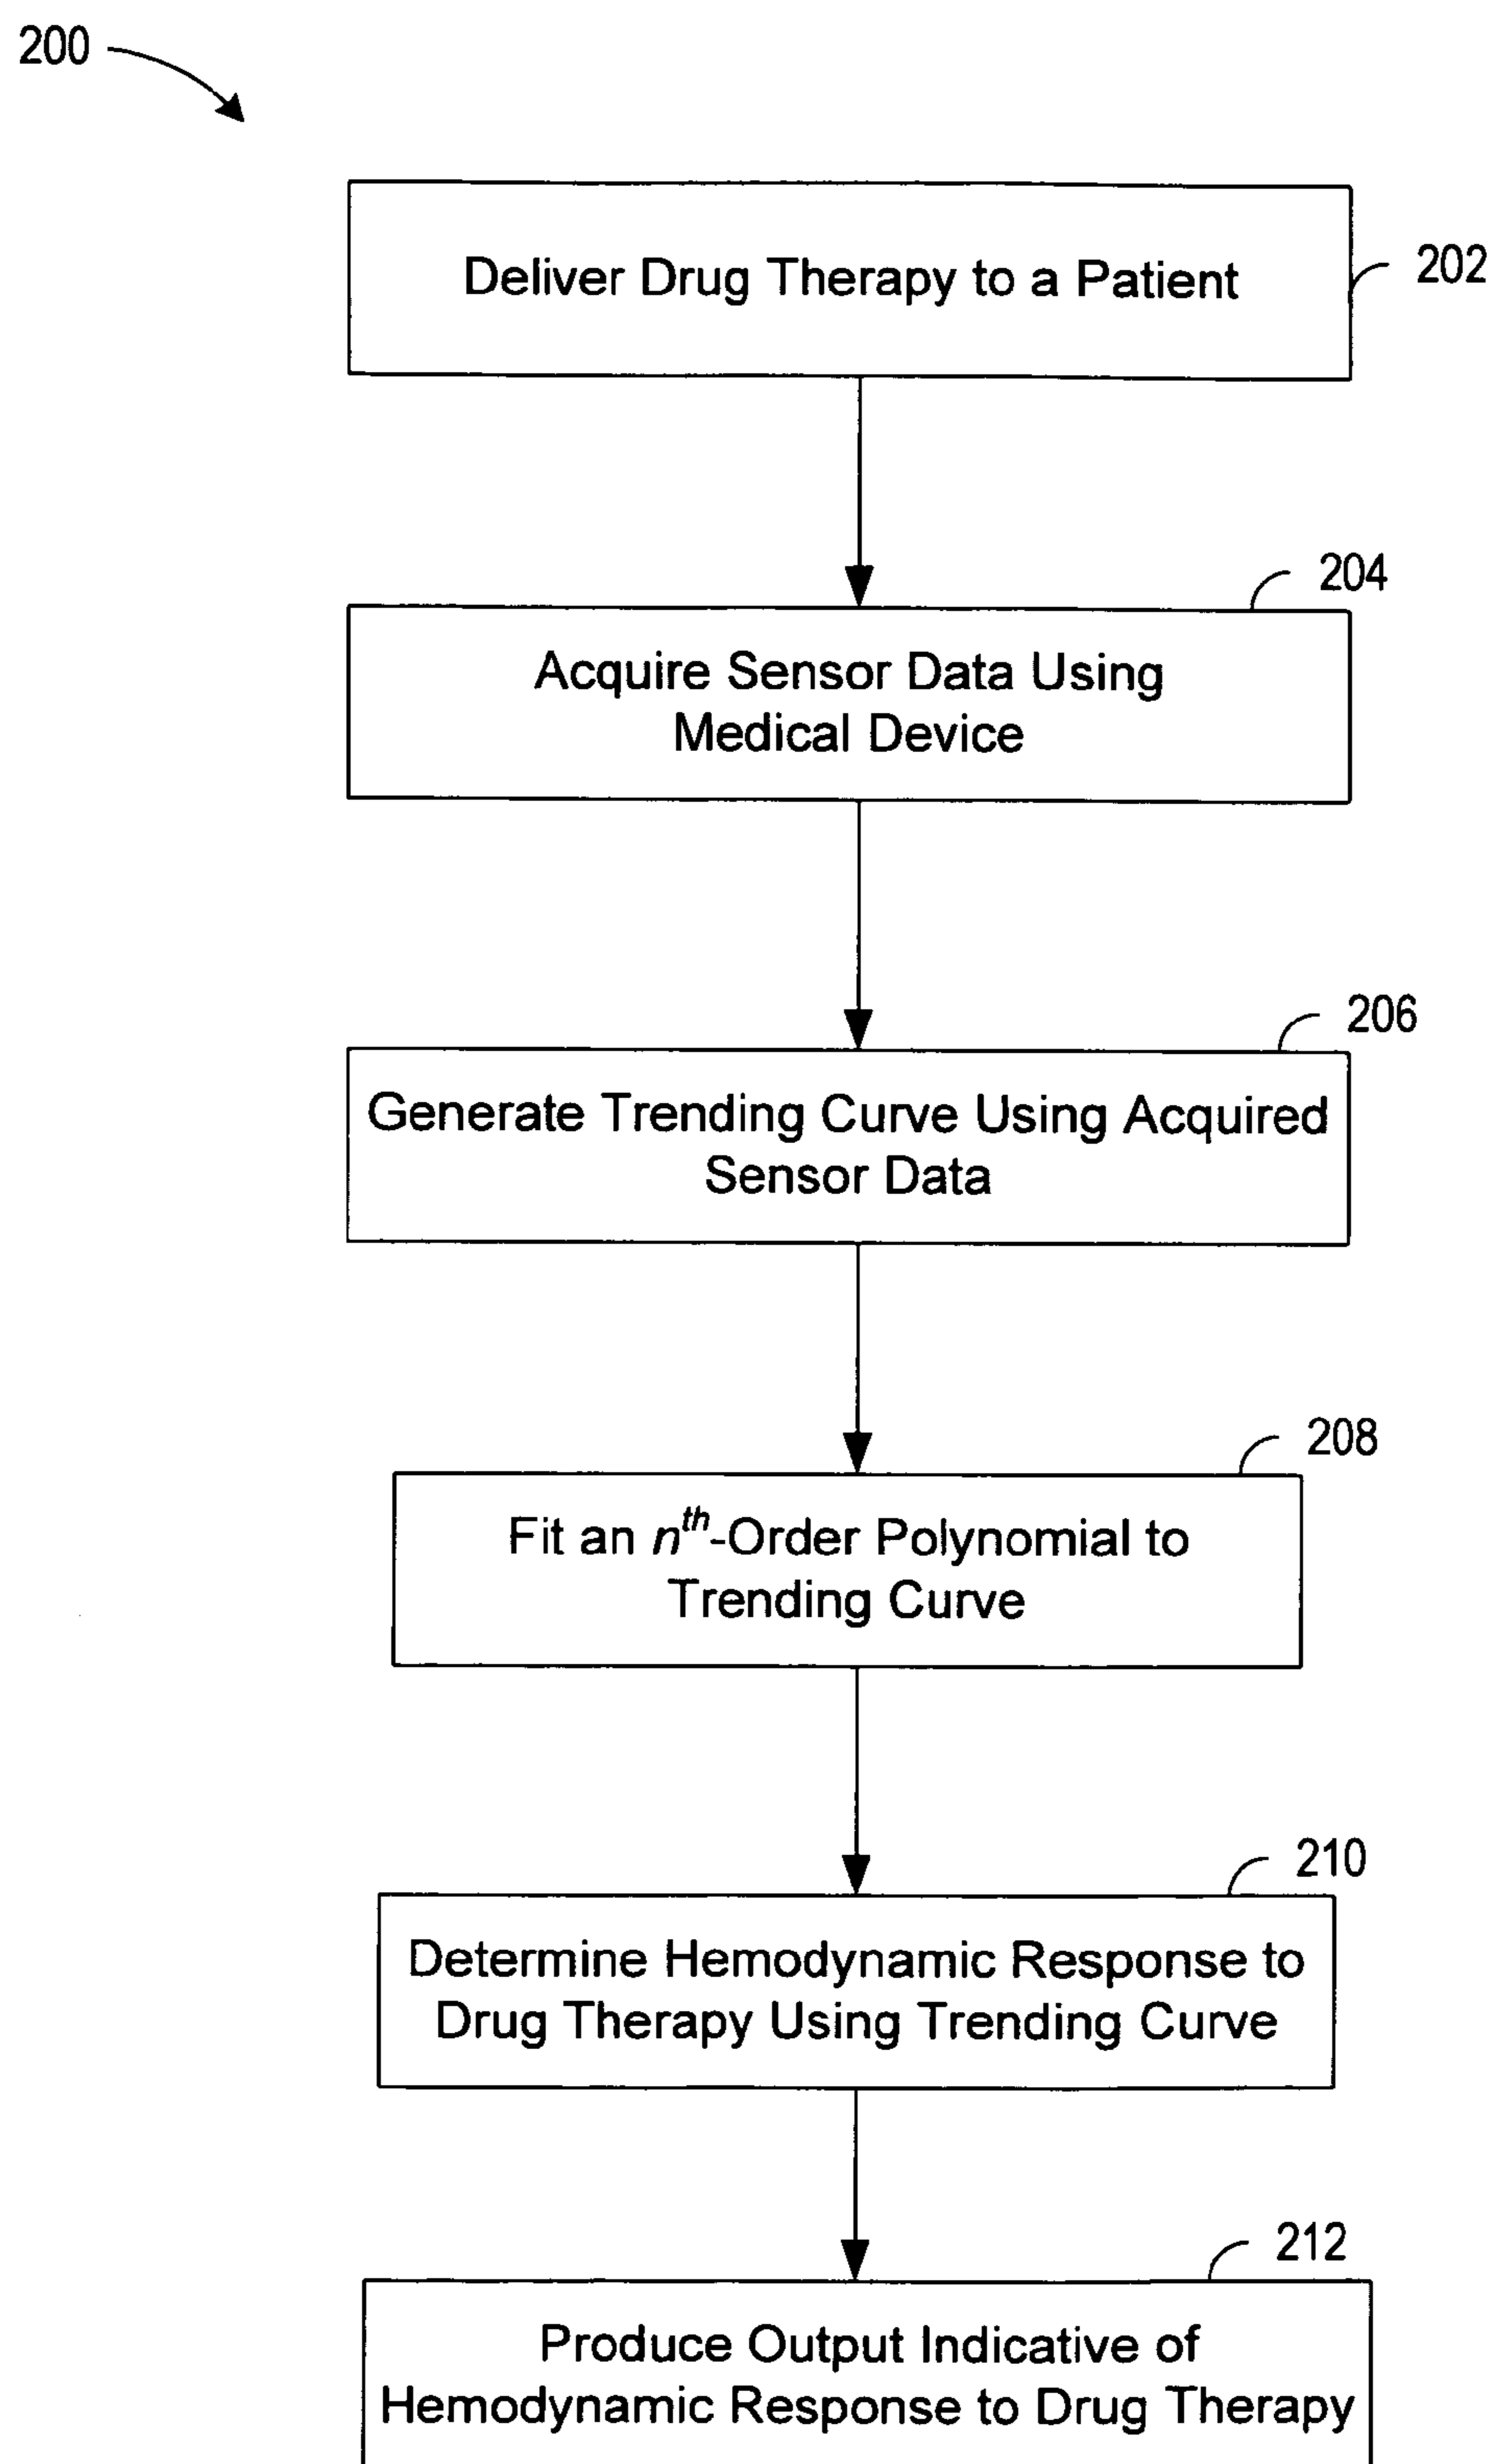 200
Deliver Drug Therapy to a Patient
202
204
Acquire Sensor Data Using
Medical Device
206
Generate Trending Curve Using Acquired
Sensor Data
208
Fit an nth-Order Polynomial to
Trending Curve
210
Determine Hemodynamic Response to
Drug Therapy Using Trending Curve
212
Produce Output Indicative of
Hemodynamic Response to Drug Therapy